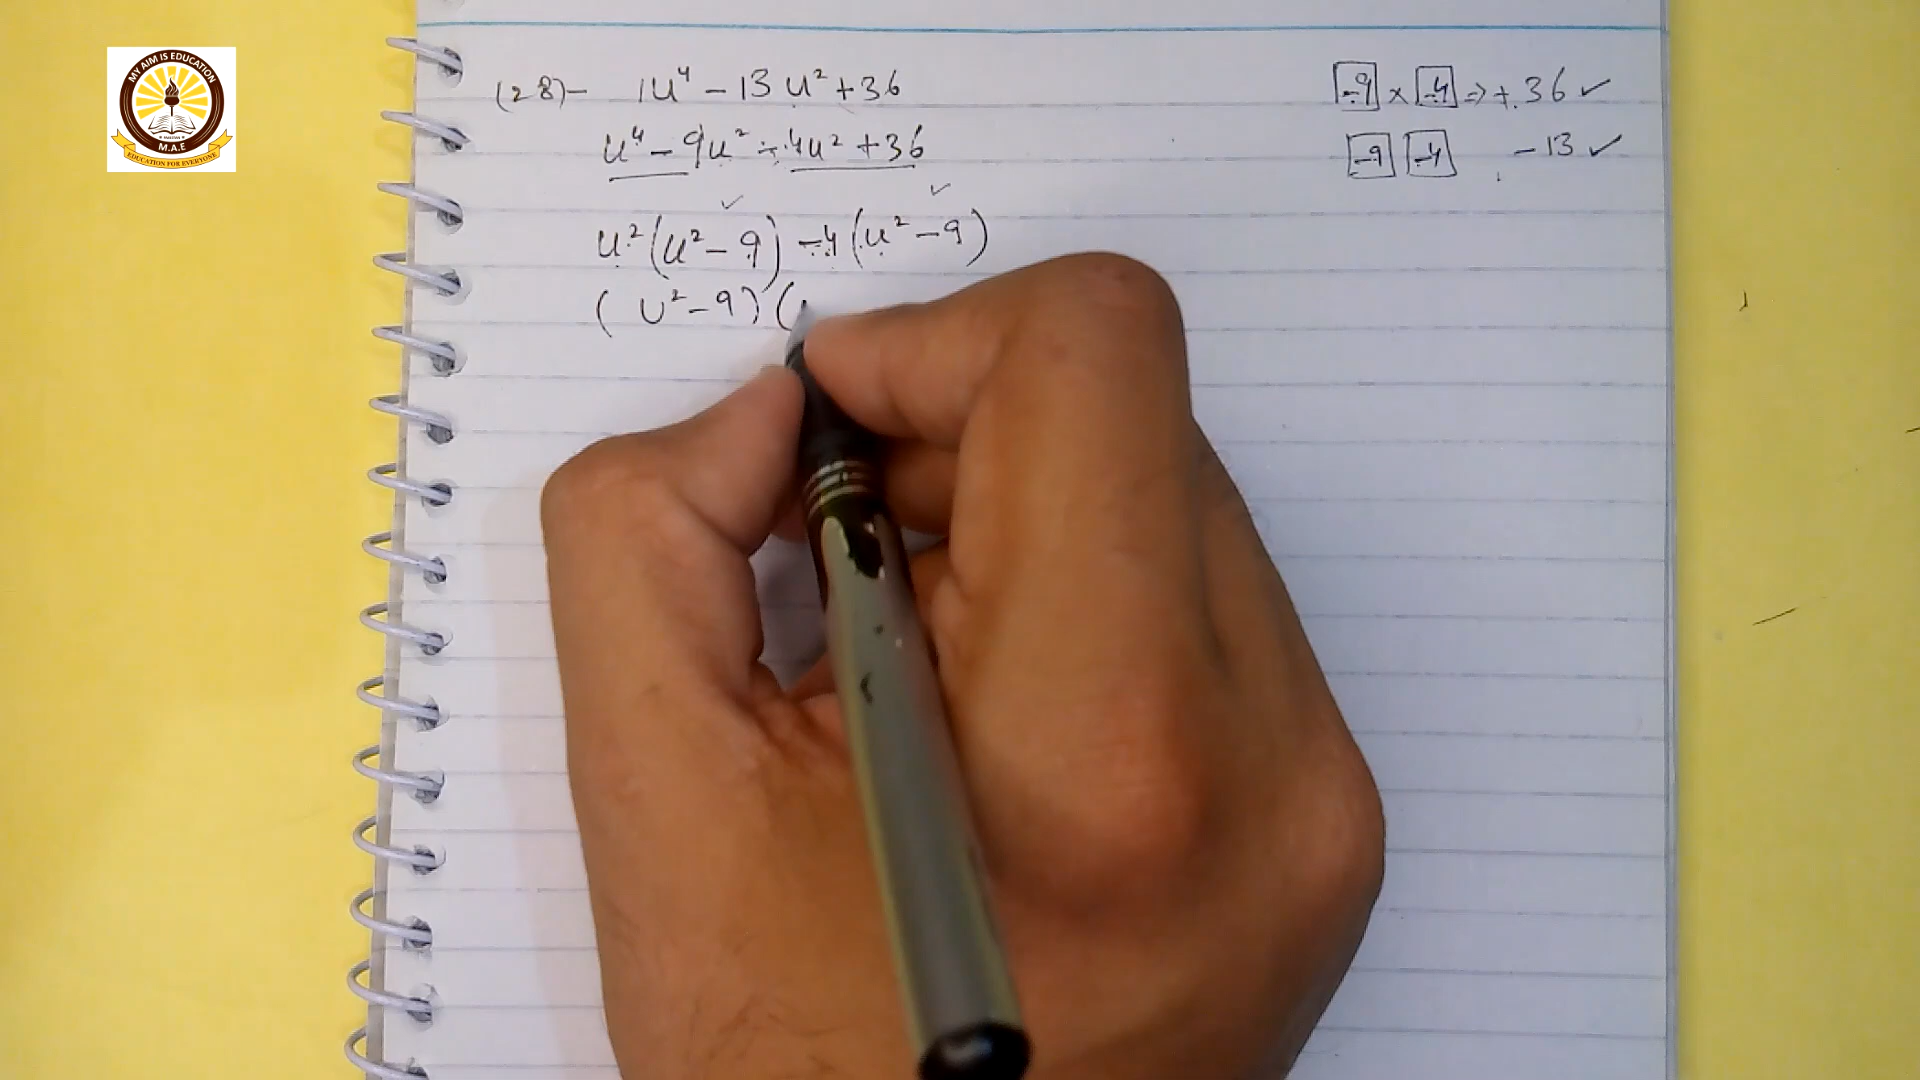 MY AIM IS EDUCATION
M.A.E
EDUCATION FOR EVERYONE
(28)- 1u⁴ - 13u² + 36
u⁴ - 9u² - 4u² + 36
u²(u² - 9) - 4(u² - 9)
(u² - 9)(
-9 × -4 => + 36 ✓
-9 -4 - 13 ✓